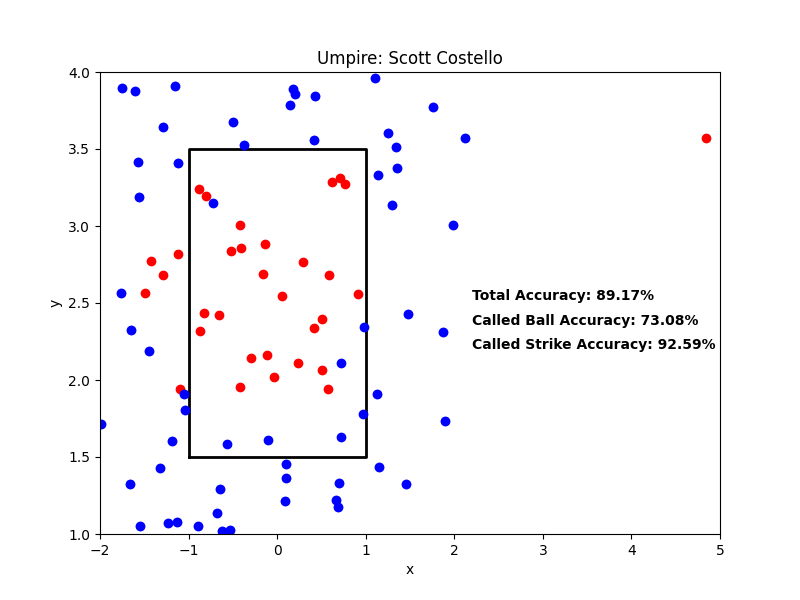 Umpire: Scott Costello
4.0
3.5
3.0
2.5
2.0
1.5
1.0
y
Total Accuracy: 89.17%
Called Ball Accuracy: 73.08%
Called Strike Accuracy: 92.59%
−2 −1 0 1 2 3 4 5
x